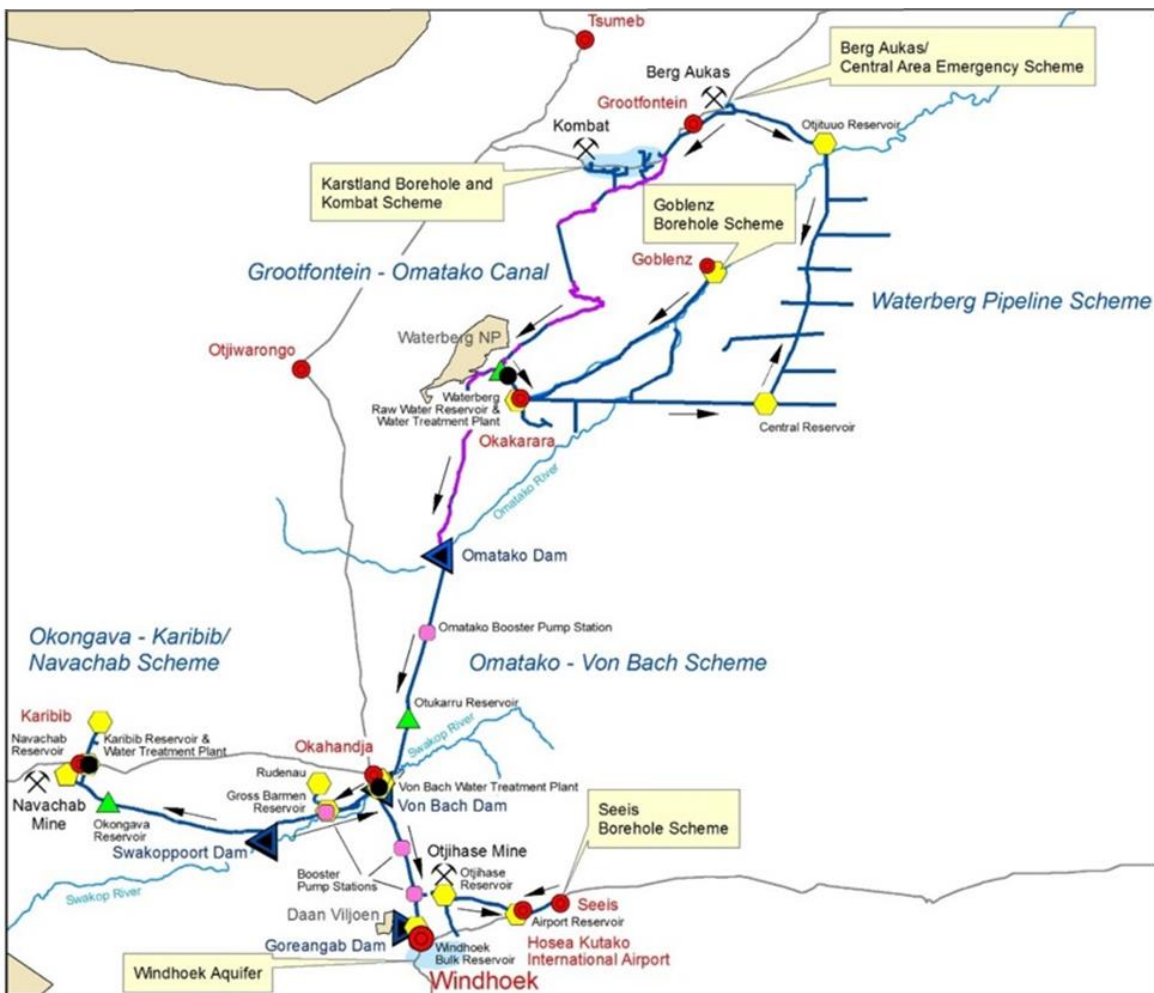 Tsumeb
Berg Aukas/
Central Area Emergency Scheme
Berg Aukas
Grootfontein
Kombat
Otjituuo Reservoir
Karstland Borehole and
Kombat Scheme
Goblenz
Borehole Scheme
Grootfontein - Omatako Canal
Goblenz
Waterberg Pipeline Scheme
Waterberg NP
Otjiwarongo
Waterberg
Raw Water Reservoir &
Water Treatment Plant
Okakarara
Central Reservoir
Omatako River
Omatako Dam
Okongava - Karibib/
Navachab Scheme
Omatako Booster Pump Station
Omatako - Von Bach Scheme
Otukarru Reservoir
Swakop River
Karibib
Navachab
Reservoir
Karibib Reservoir &
Water Treatment Plant
Okahandja
Rudenau
Von Bach Water Treatment Plant
Gross Barmen
Reservoir
Von Bach Dam
Navachab
Mine
Okongava
Reservoir
Swakoppoort Dam
Seeis
Borehole Scheme
Otjihase Mine
Otjihase
Reservoir
Booster
Pump Stations
Swakop River
Daan Viljoen
Seeis
Airport Reservoir
Goreangab Dam
Hosea Kutako
International Airport
Windhoek
Bulk Reservoir
Windhoek Aquifer
Windhoek